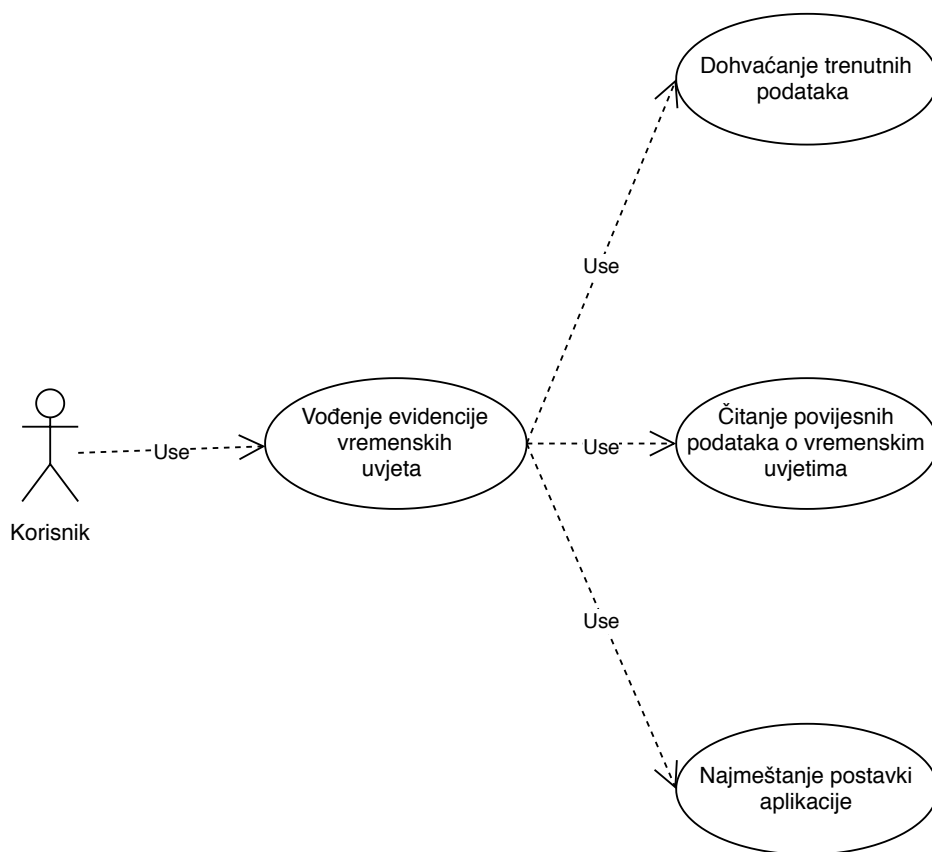 Dohvaćanje trenutnih
podataka
Use
Vođenje evidencije
vremenskih
uvjeta
Use
Use
Čitanje povijesnih
podataka o vremenskim
uvjetima
Korisnik
Use
Najmeštanje postavki
aplikacije